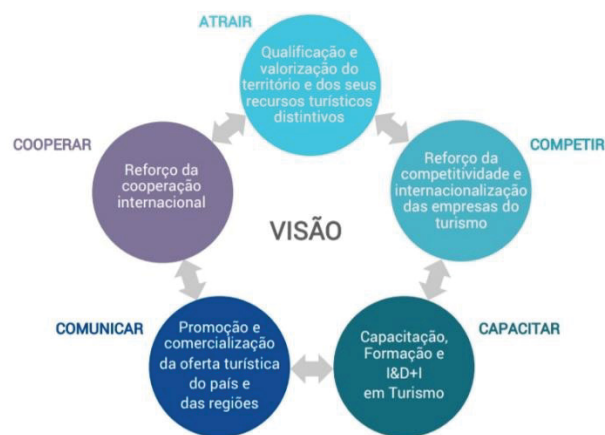 ATRAIR
Qualificação e
valorização do
território e dos seus
recursos turísticos
distintivos
COOPERAR
Reforço da
cooperação
internacional
COMPETIR
Reforço da
competitividade e
internacionalização
das empresas do
turismo
VISÃO
COMUNICAR
Promoção e
comercialização
da oferta turística
do país e
das regiões
CAPACITAR
Capacitação,
Formação e
I&D+I
em Turismo